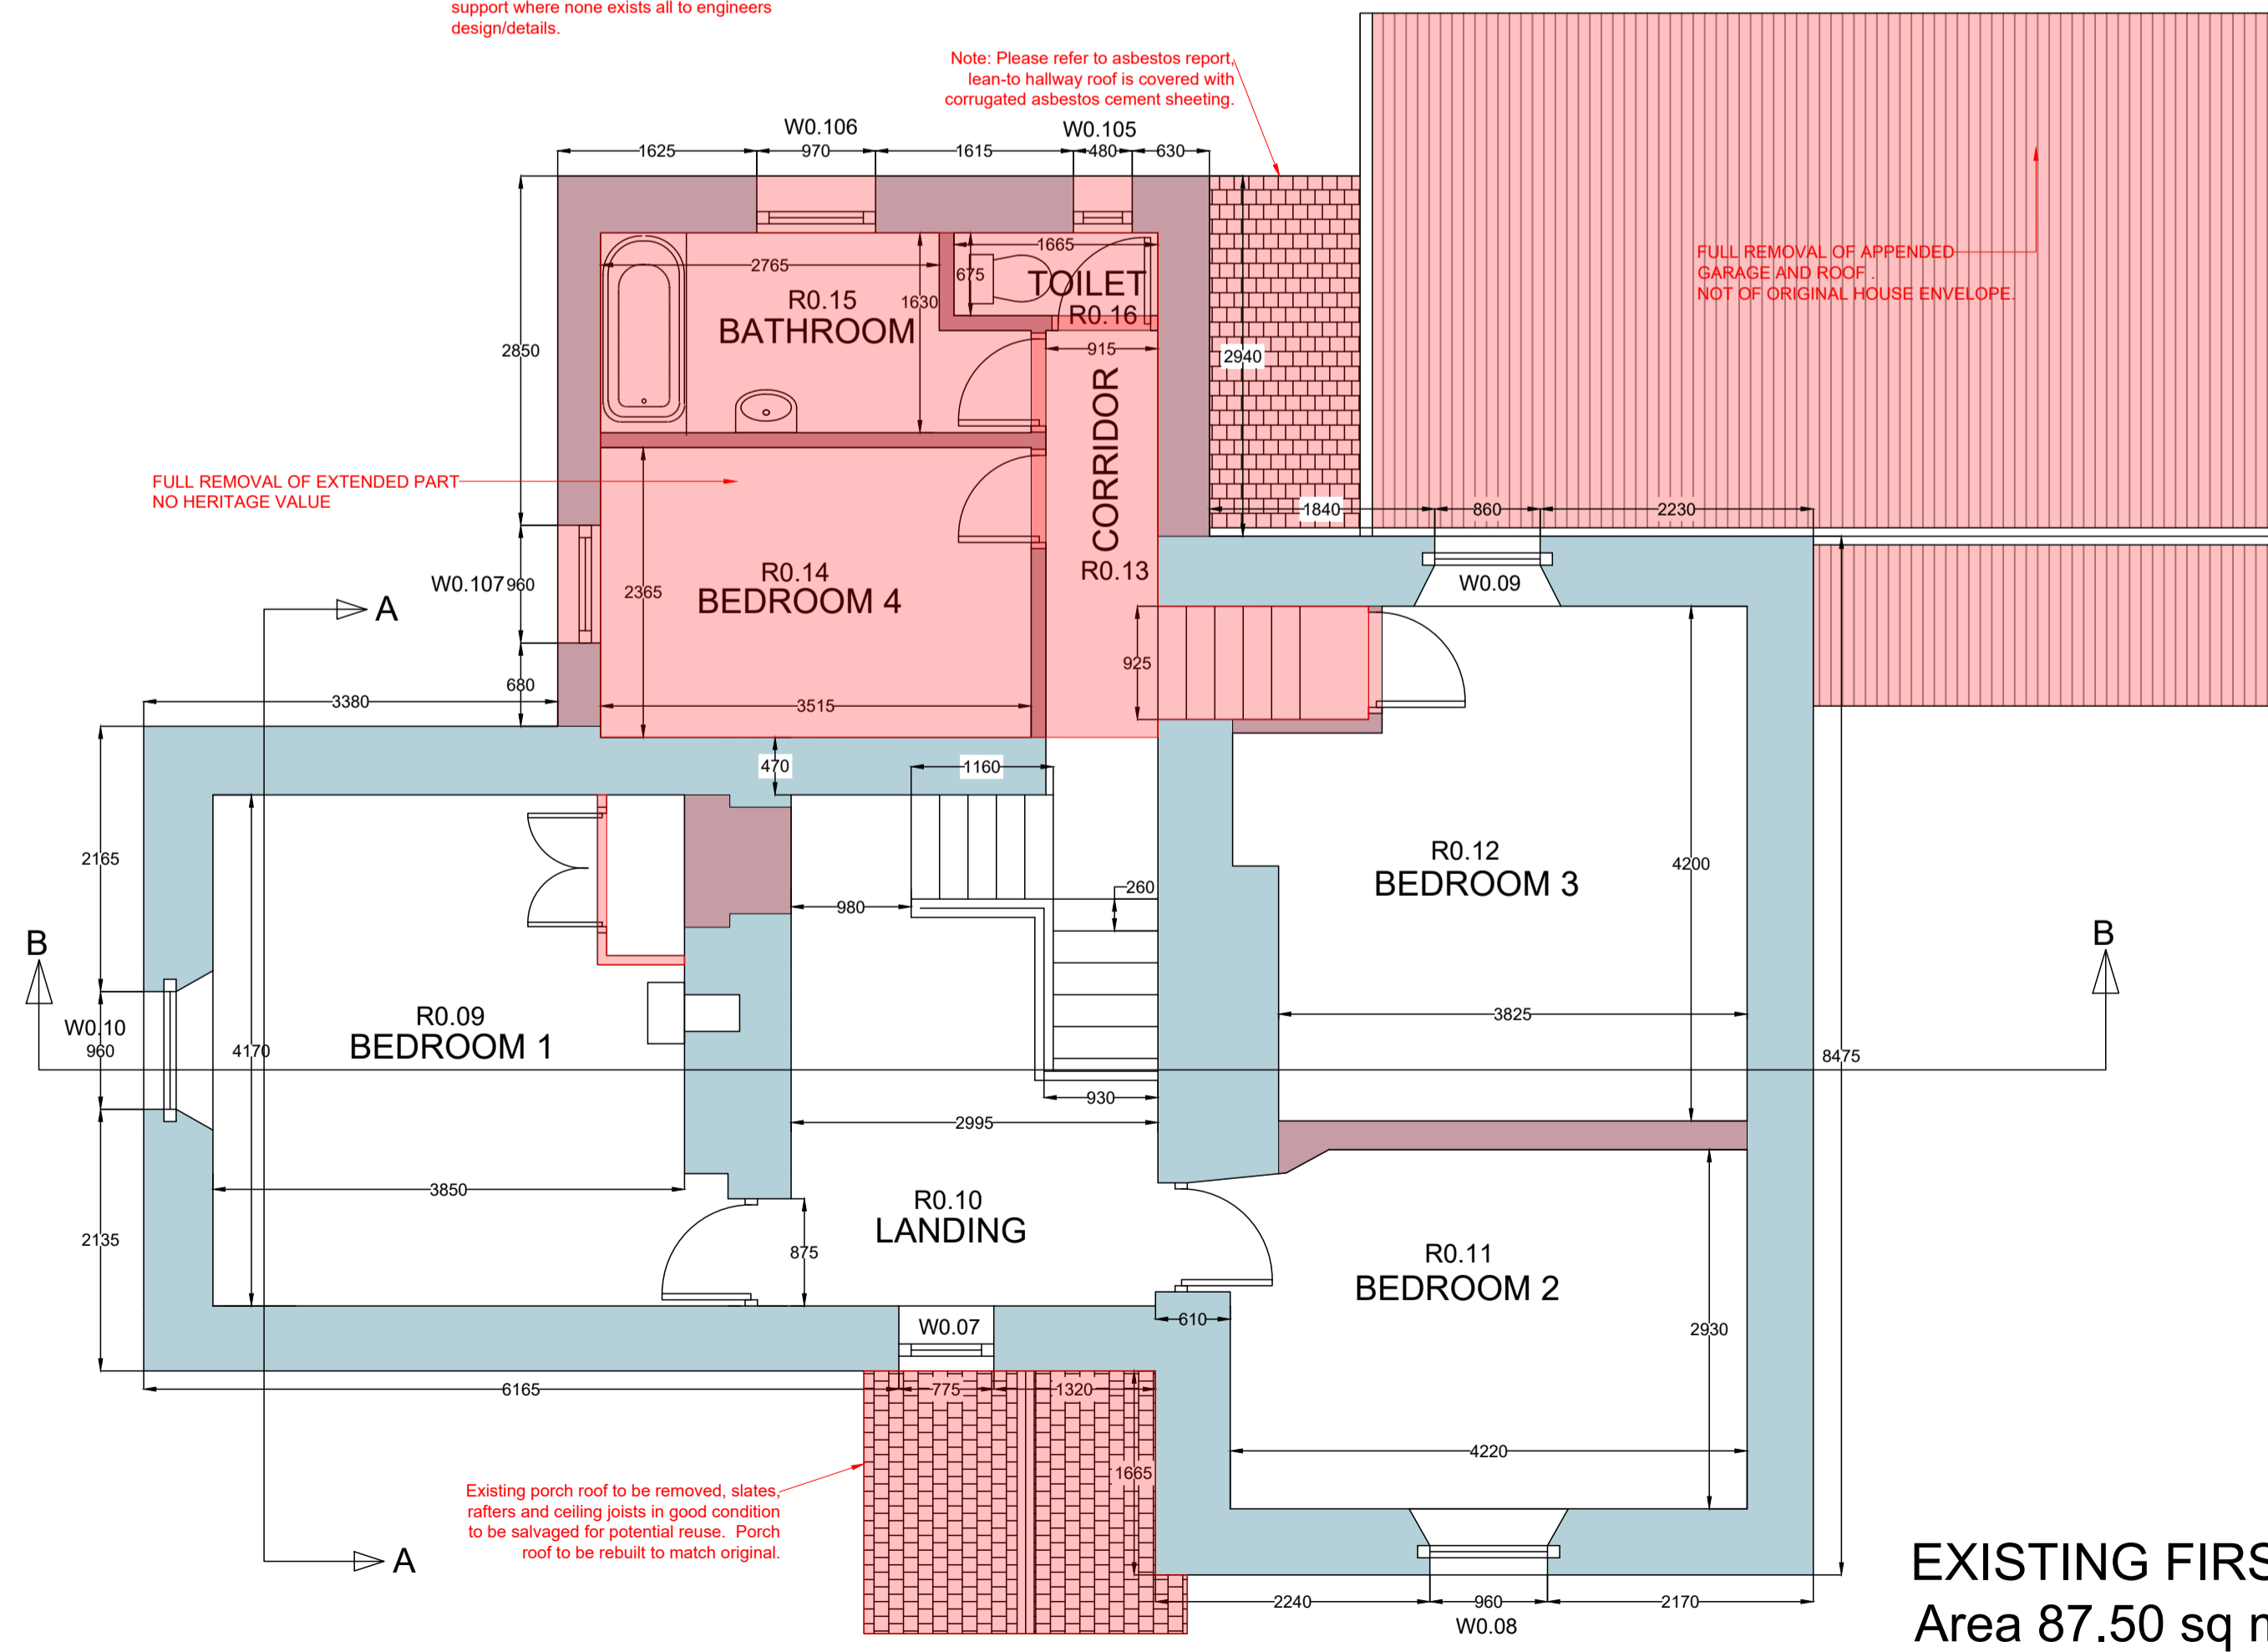 support where none exists all to engineers
design/details.
Note: Please refer to asbestos report,
lean-to hallway roof is covered with
corrugated asbestos cement sheeting.
W0.106
W0.105
1625
970
1615
480
630
1665
2765
675
TOILET
R0.16
R0.15
BATHROOM
1630
FULL REMOVAL OF APPENDED
GARAGE AND ROOF .
NOT OF ORIGINAL HOUSE ENVELOPE.
2850
915
2940
CORRIDOR
R0.13
FULL REMOVAL OF EXTENDED PART
NO HERITAGE VALUE
1840
860
2230
W0.09
W0.107
960
R0.14
BEDROOM 4
2365
A
925
680
3380
3515
470
1160
2165
980
260
R0.12
BEDROOM 3
4200
B
B
R0.09
BEDROOM 1
3825
W0.10
960
4170
8475
930
2995
3850
R0.10
LANDING
2135
875
R0.11
BEDROOM 2
W0.07
610
2930
6165
775
1320
4220
1665
Existing porch roof to be removed, slates,
rafters and ceiling joists in good condition
to be salvaged for potential reuse. Porch
roof to be rebuilt to match original.
A
2240
960
2170
W0.08
EXISTING FIRS
Area 87.50 sq m